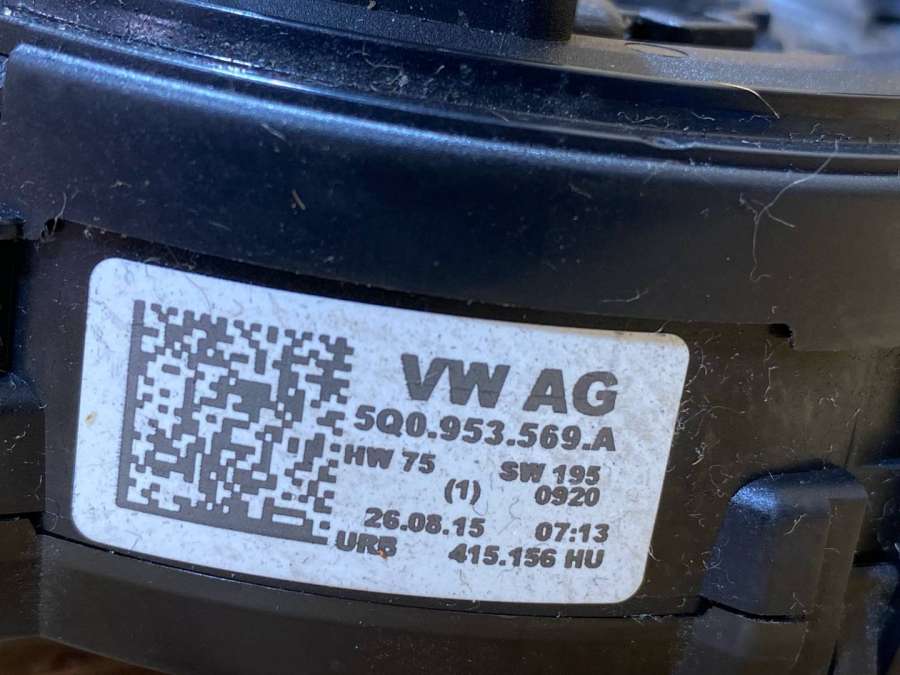 VW AG
5Q0.953.569.A
HW 75 SW 195
(1) 0920
26.08.15 07:13
URB 415.156 HU